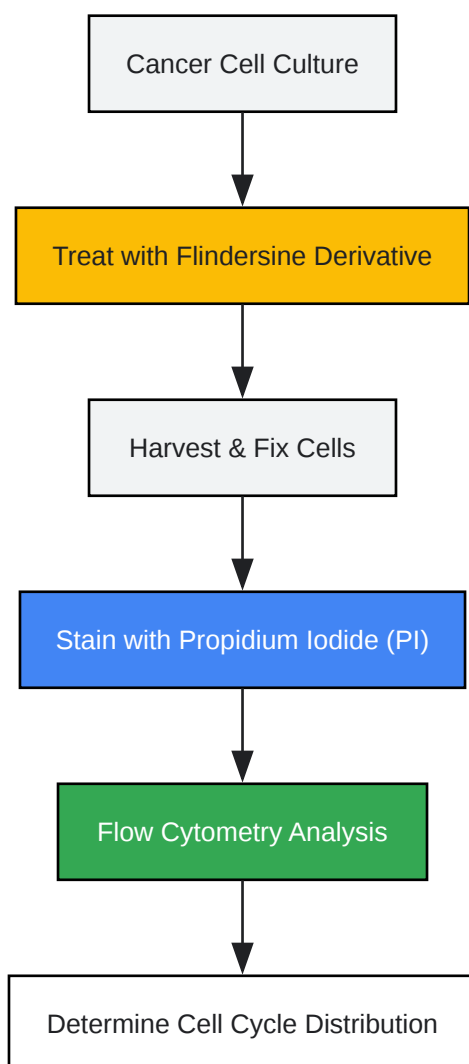 Cancer Cell Culture
Treat with Flindersine Derivative
Harvest & Fix Cells
Stain with Propidium Iodide (PI)
Flow Cytometry Analysis
Determine Cell Cycle Distribution